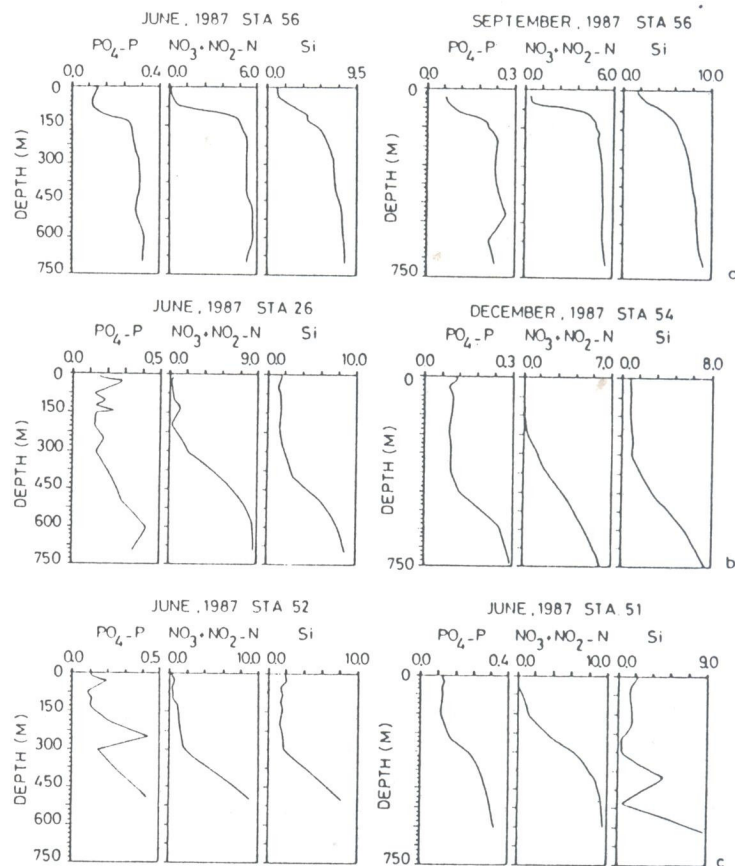 JUNE, 1987 STA 56
PO4-P NO3+NO2-N Si
0.0 0.4 0.0 6.0 0.0 9.5
0
150
300
450
600
750
DEPTH (M)
SEPTEMBER, 1987 STA 56
PO4-P NO3+NO2-N Si
0.0 0.3 0.0 6.0 0.0 10.0
0
750
DEPTH (M)
JUNE, 1987 STA 26
PO4-P NO3+NO2-N Si
0.0 0.5 0.0 9.0 0.0 10.0
0
150
300
450
600
750
DEPTH (M)
DECEMBER, 1987 STA 54
PO4-P NO3+NO2-N Si
0.0 0.3 0.0 7.0 0.0 8.0
0
750
DEPTH (M)
b
JUNE, 1987 STA 52
PO4-P NO3+NO2-N Si
0.0 0.5 0.0 10.0 0.0 10.0
0
150
300
450
600
750
DEPTH (M)
JUNE, 1987 STA 51
PO4-P NO3+NO2-N Si
0.0 0.4 0.0 10.0 0.0 9.0
0
750
DEPTH (M)
c